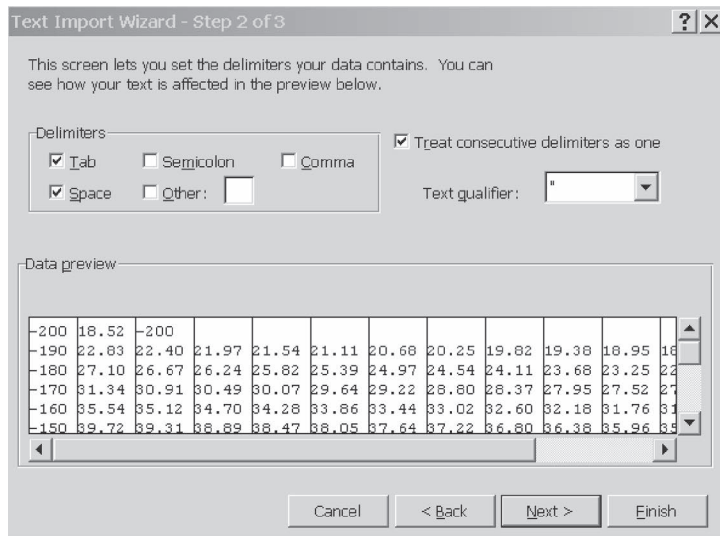 Text Import Wizard - Step 2 of 3
This screen lets you set the delimiters your data contains. You can
see how your text is affected in the preview below.
Delimiters
Tab Semicolon Comma
Space Other:
Treat consecutive delimiters as one
Text qualifier: "
Data preview
-200 18.52 -200
-190 22.83 22.40 21.97 21.54 21.11 20.68 20.25 19.82 19.38 18.95 18
-180 27.10 26.67 26.24 25.82 25.39 24.97 24.54 24.11 23.68 23.25 22
-170 31.34 30.91 30.49 30.07 29.64 29.22 28.80 28.37 27.95 27.52 27
-160 35.54 35.12 34.70 34.28 33.86 33.44 33.02 32.60 32.18 31.76 31
-150 39.72 39.31 38.89 38.47 38.05 37.64 37.22 36.80 36.38 35.96 35
Cancel < Back Next > Finish